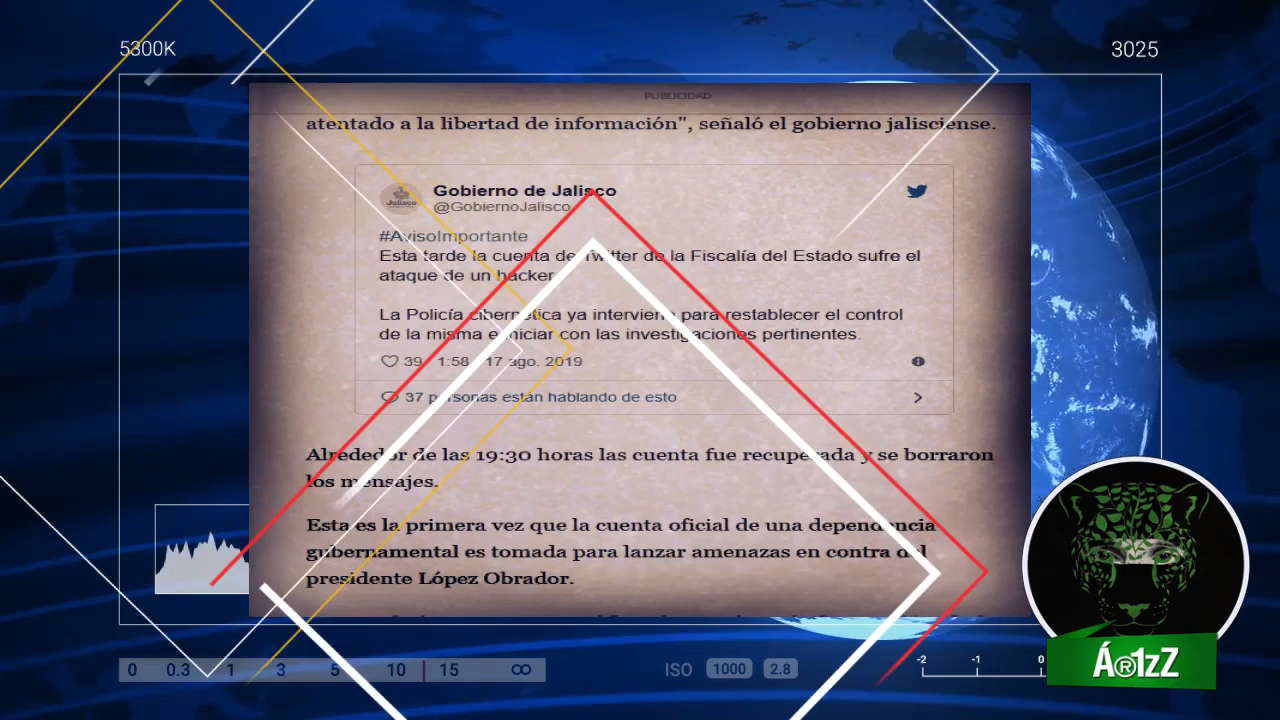 5300K
3025
PUBLICIDAD
atentado a la libertad de información", señaló el gobierno jalisciense.
Gobierno de Jalisco
@GobiernoJalisco
Jalisco
#AvisoImportante
Esta tarde la cuenta de Twitter de la Fiscalía del Estado sufre el
ataque de un hacker
La Policía cibernética ya interviene para restablecer el control
de la misma e iniciar con las investigaciones pertinentes.
39 1:58 17 ago. 2019
37 personas están hablando de esto
Alrededor de las 19:30 horas las cuenta fue recuperada y se borraron
los mensajes.
Esta es la primera vez que la cuenta oficial de una dependencia
gubernamental es tomada para lanzar amenazas en contra del
presidente López Obrador.
0 0.3 1 3 5 10 15 ∞
ISO 1000 2.8
-2 -1 0
Á®1zZ